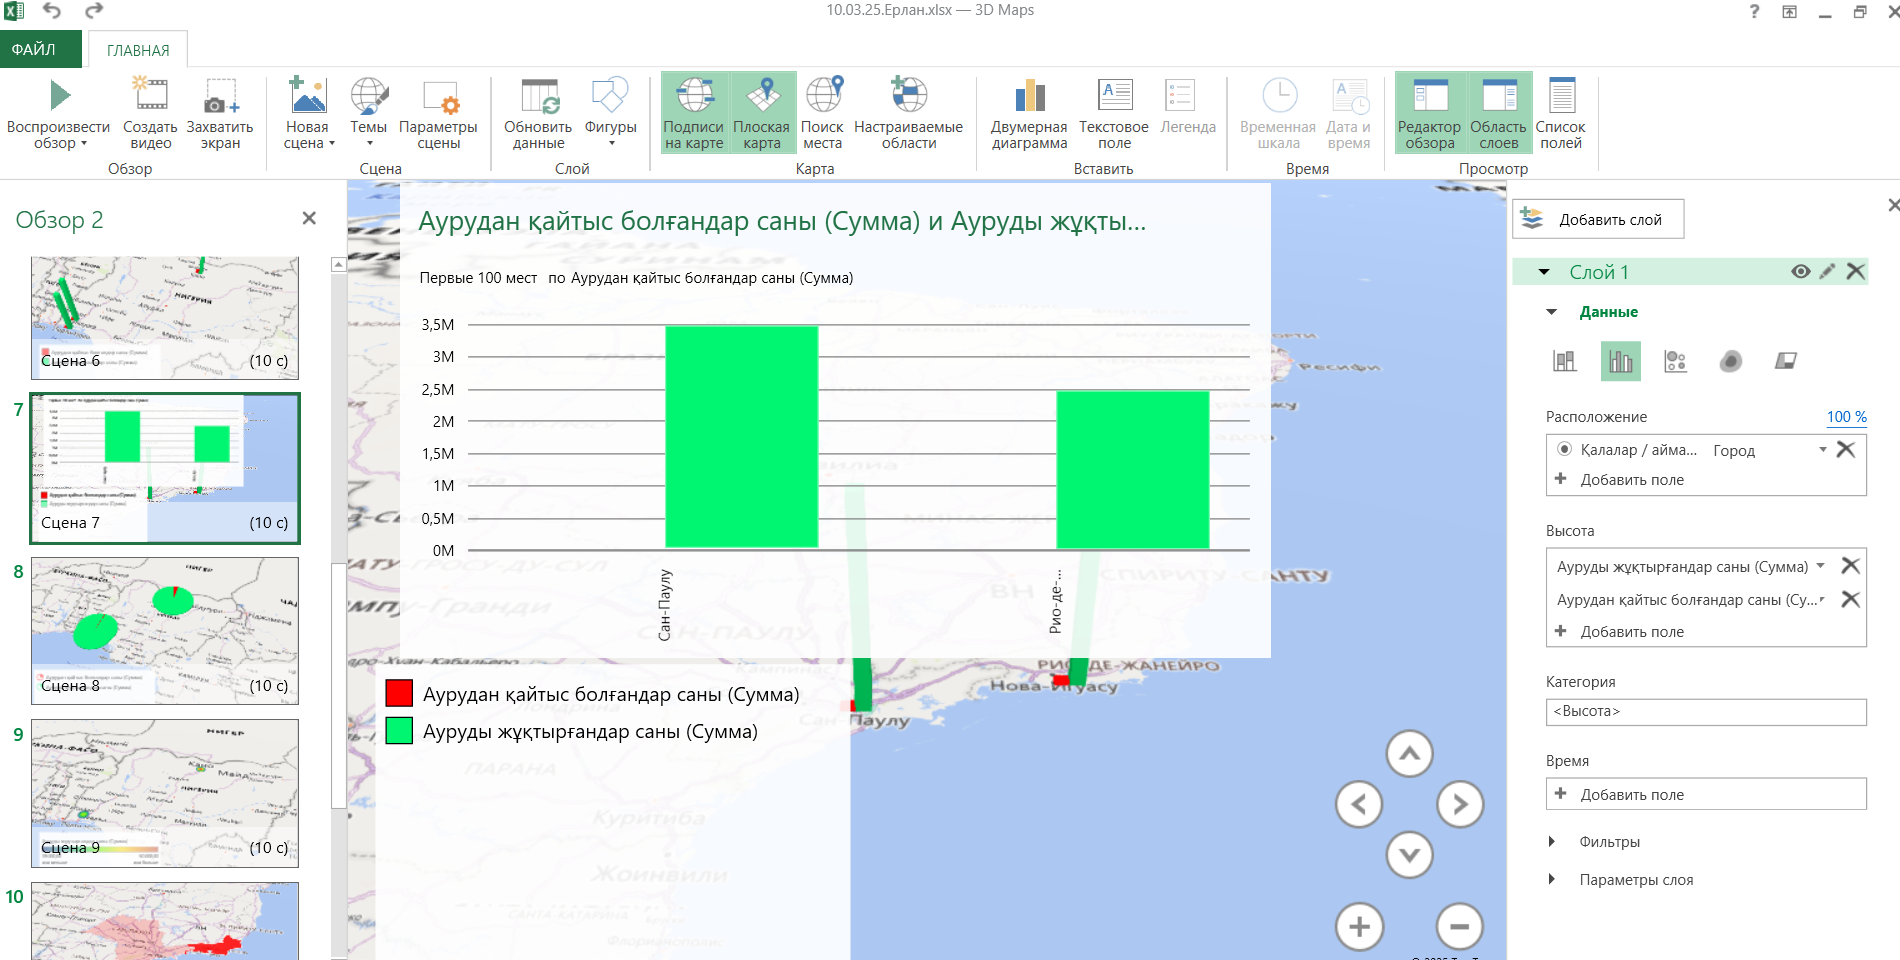 10.03.25.Ерлан.xlsx — 3D Maps
ФАЙЛ
ГЛАВНАЯ
Воспроизвести обзор
Создать видео
Захватить экран
Обзор
Новая сцена
Темы
Параметры сцены
Сцена
Обновить данные
Фигуры
Слой
Подписи на карте
Плоская карта
Поиск места
Настраиваемые области
Карта
Двумерная диаграмма
Текстовое поле
Легенда
Вставить
Временная шкала
Дата и время
Время
Редактор обзора
Область слоев
Список полей
Просмотр
Обзор 2
Сцена 6 (10 с)
7
Сцена 7 (10 с)
8
Сцена 8 (10 с)
9
Сцена 9 (10 с)
10
Аурудан қайтыс болғандар саны (Сумма) и Ауруды жұқты...
Первые 100 мест по Аурудан қайтыс болғандар саны (Сумма)
3,5M
3M
2,5M
2M
1,5M
1M
0,5M
0M
Сан-Паулу
Рио-де-...
Аурудан қайтыс болғандар саны (Сумма)
Ауруды жұқтырғандар саны (Сумма)
Ресифи
СПИРИТУ-САНТУ
РИО-ДЕ-ЖАНЕЙРО
Нова-Игуасу
Сан-Паулу
САН-ПАУЛУ
Лондрина
ПАРАНА
Куритиба
Жоинвили
САНТА-КАТАРИНА
Флорианополис
Добавить слой
Слой 1
Данные
Расположение 100 %
Қалалар / айма... Город
Добавить поле
Высота
Ауруды жұқтырғандар саны (Сумма)
Аурудан қайтыс болғандар саны (Су...
Добавить поле
Категория
<Высота>
Время
Добавить поле
Фильтры
Параметры слоя